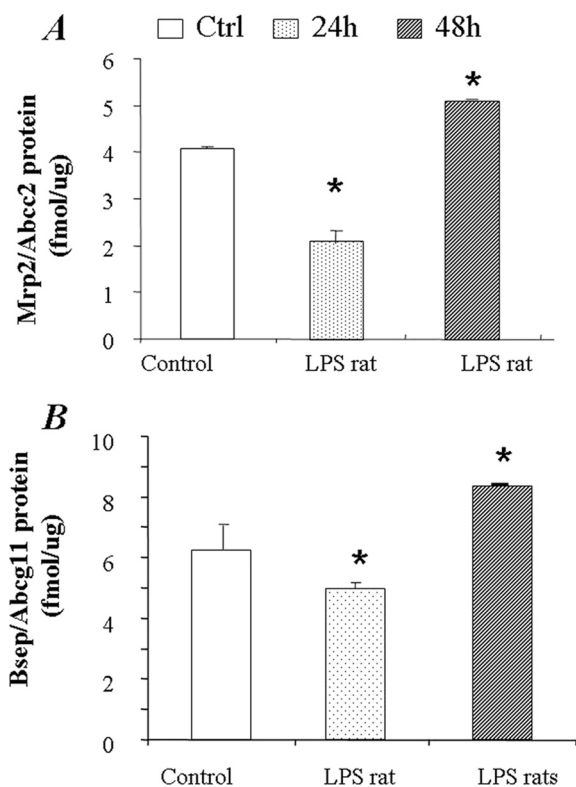 A Ctrl 24h 48h
Mrp2/Abcc2 protein
(fmol/ug)
6
5
4
3
2
1
0
*
*
Control LPS rat LPS rat
B
Bsep/Abcg11 protein
(fmol/ug)
10
8
6
4
2
0
*
*
Control LPS rat LPS rats